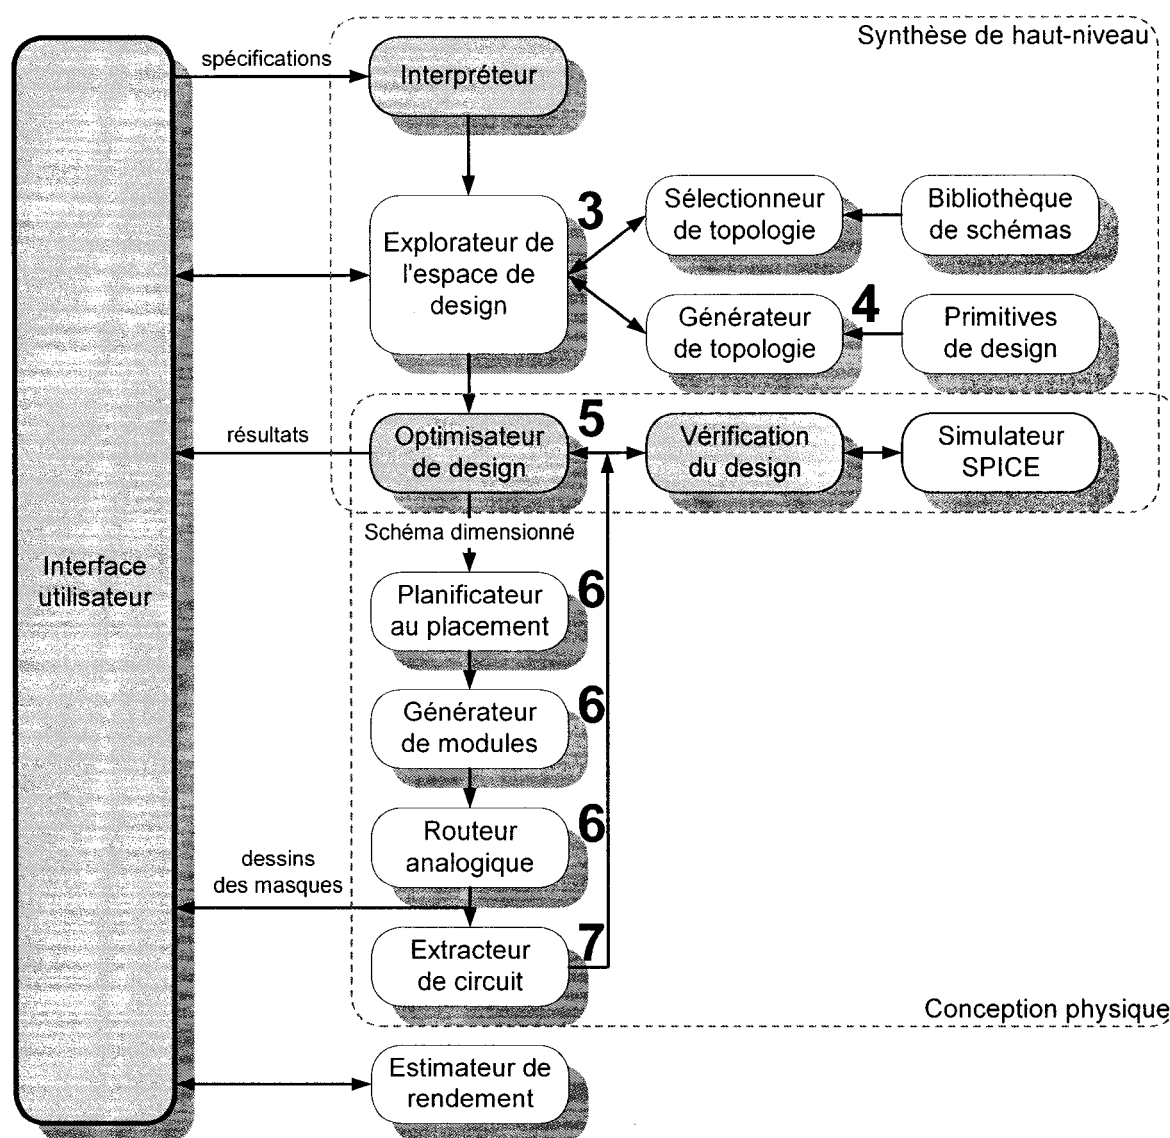 Synthèse de haut-niveau
spécifications
Interpréteur
3
Sélectionneur
de topologie
Bibliothèque
de schémas
Explorateur de
l'espace de
design
4
Générateur
de topologie
Primitives
de design
résultats
Optimisateur
de design
5
Vérification
du design
Simulateur
SPICE
Schéma dimensionné
Interface
utilisateur
Planificateur
au placement
6
Générateur
de modules
6
Routeur
analogique
6
dessins
des masques
Extracteur
de circuit
7
Conception physique
Estimateur de
rendement